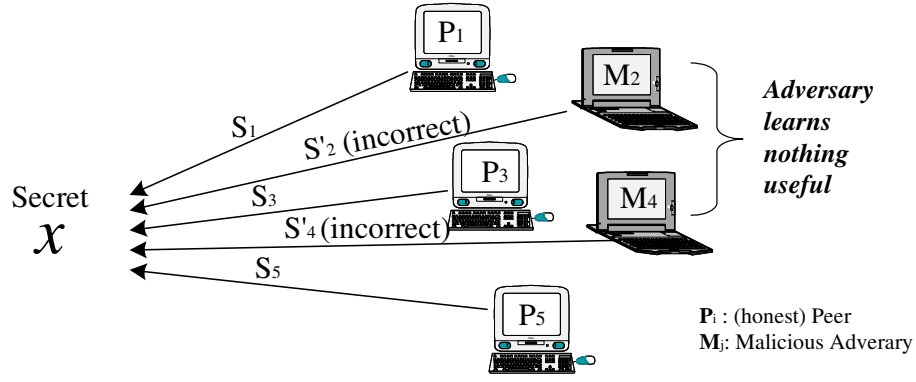 P1
M2
Adversary
learns
nothing
useful
S1
S'2 (incorrect)
P3
S3
Secret
x
M4
S'4 (incorrect)
S5
P5
Pi : (honest) Peer
Mj: Malicious Adverary